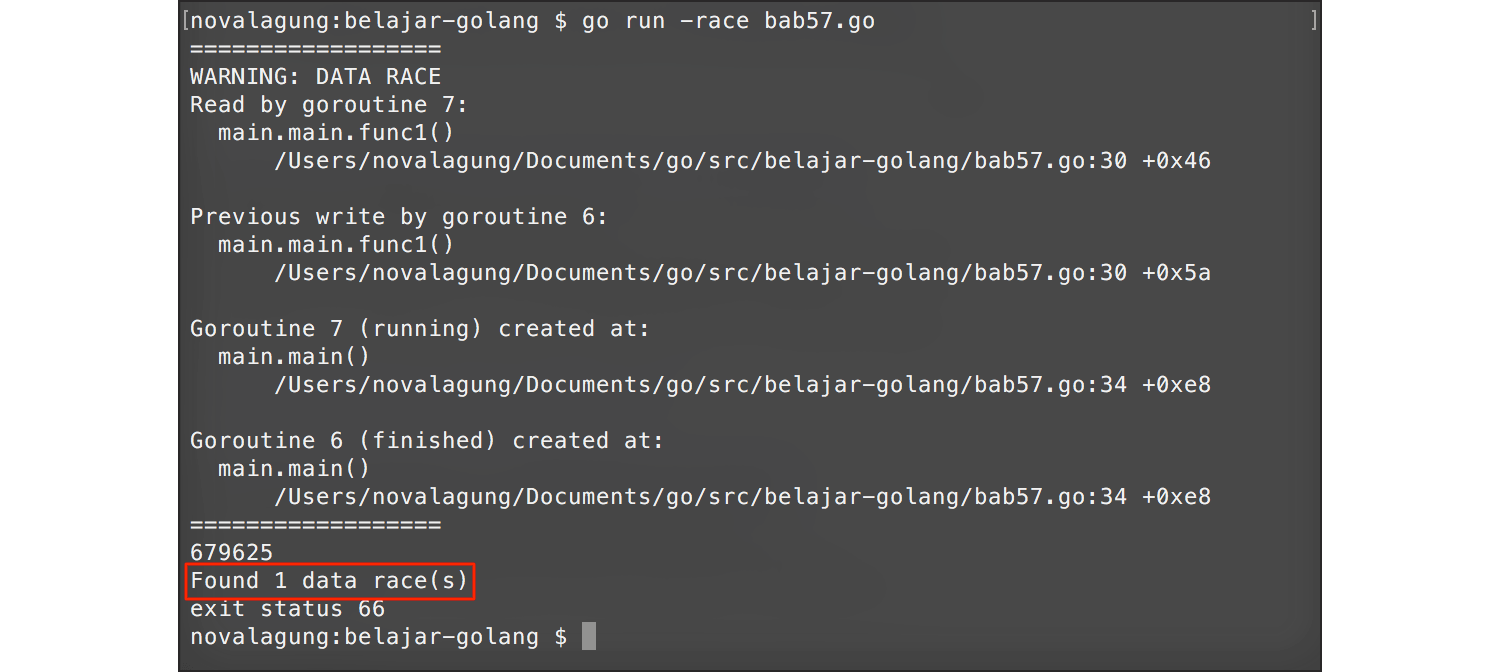 [novalagung:belajar-golang $ go run -race bab57.go ]
==================
WARNING: DATA RACE
Read by goroutine 7:
  main.main.func1()
      /Users/novalagung/Documents/go/src/belajar-golang/bab57.go:30 +0x46

Previous write by goroutine 6:
  main.main.func1()
      /Users/novalagung/Documents/go/src/belajar-golang/bab57.go:30 +0x5a

Goroutine 7 (running) created at:
  main.main()
      /Users/novalagung/Documents/go/src/belajar-golang/bab57.go:34 +0xe8

Goroutine 6 (finished) created at:
  main.main()
      /Users/novalagung/Documents/go/src/belajar-golang/bab57.go:34 +0xe8
==================
679625
Found 1 data race(s)
exit status 66
novalagung:belajar-golang $